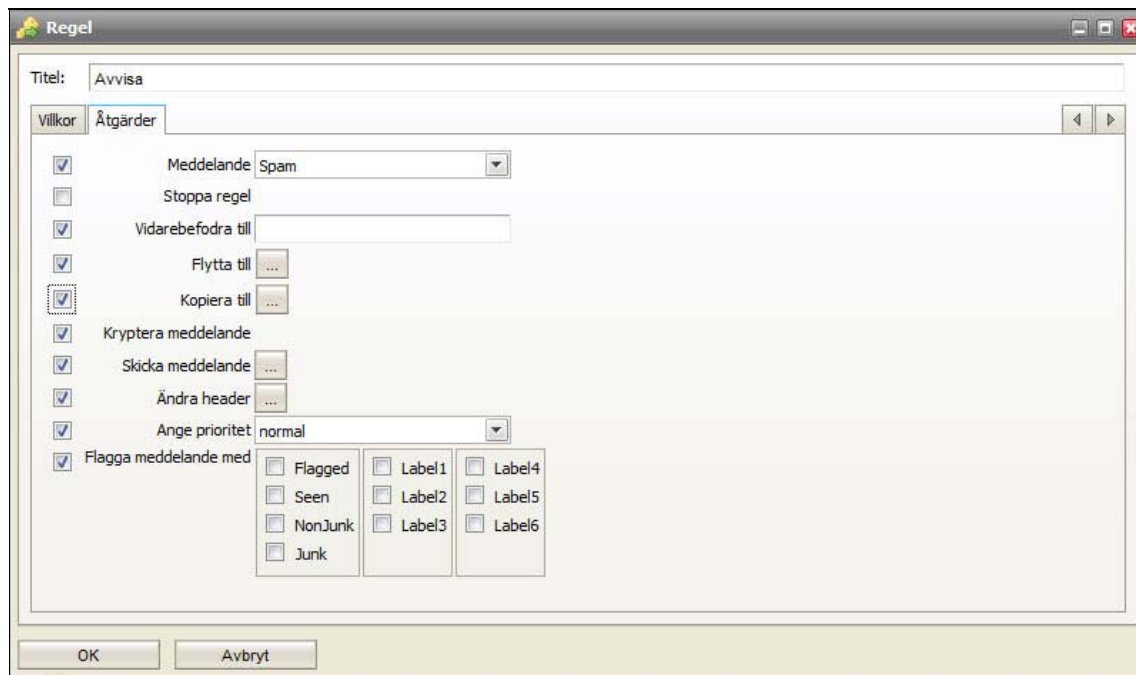 Regel
Titel: Avvisa
Villkor Åtgärder
Meddelande Spam
Stoppa regel
Vidarebefodra till
Flytta till ...
Kopiera till ...
Kryptera meddelande
Skicka meddelande ...
Ändra header ...
Ange prioritet normal
Flagga meddelande med
Flagged Label1 Label4
Seen Label2 Label5
NonJunk Label3 Label6
Junk
OK Avbryt